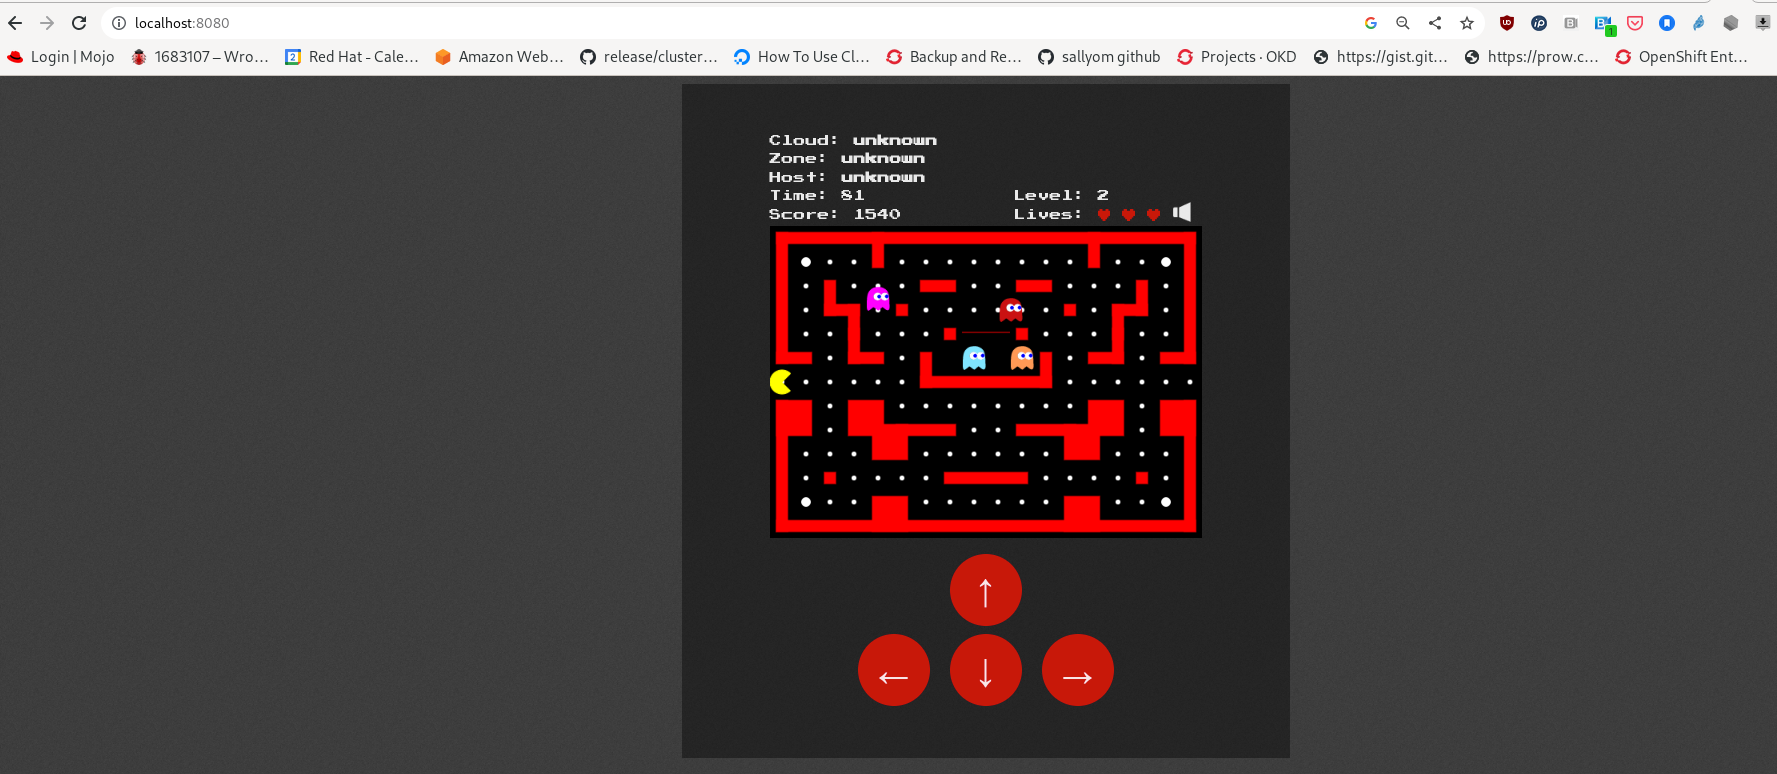 localhost:8080
Login | Mojo 1683107 – Wro... Red Hat - Cale... Amazon Web... release/cluster... How To Use Cl... Backup and Re... sallyom github Projects · OKD https://gist.git... https://prow.c... OpenShift Ent...
Cloud: unknown
Zone: unknown
Host: unknown
Time: 81 Level: 2
Score: 1540 Lives:
↑
← ↓ →